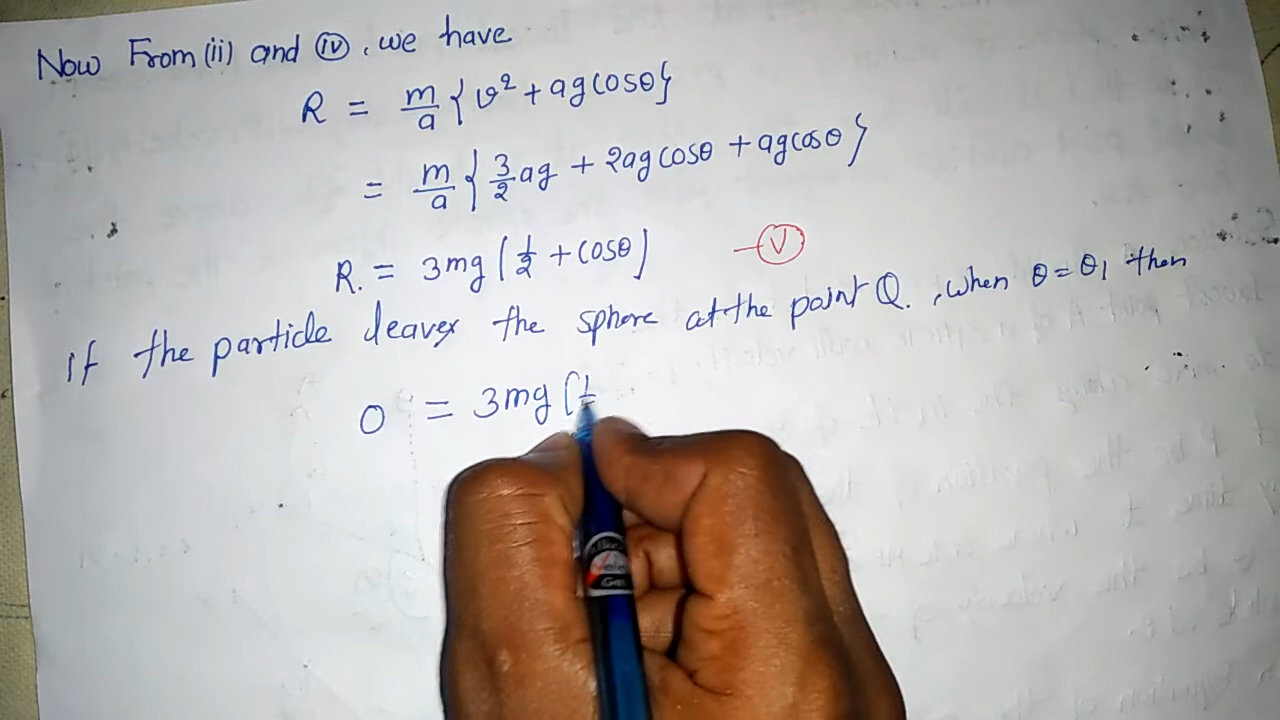 Now From (ii) and (iv), we have
R = m/a {v² + ag cosθ}
= m/a {3/2 ag + 2ag cosθ + ag cosθ}
R. = 3mg (1/2 + cosθ) —(V)
If the particle leaves the sphere at the point Q. , when θ = θ₁ then
0 = 3mg (1